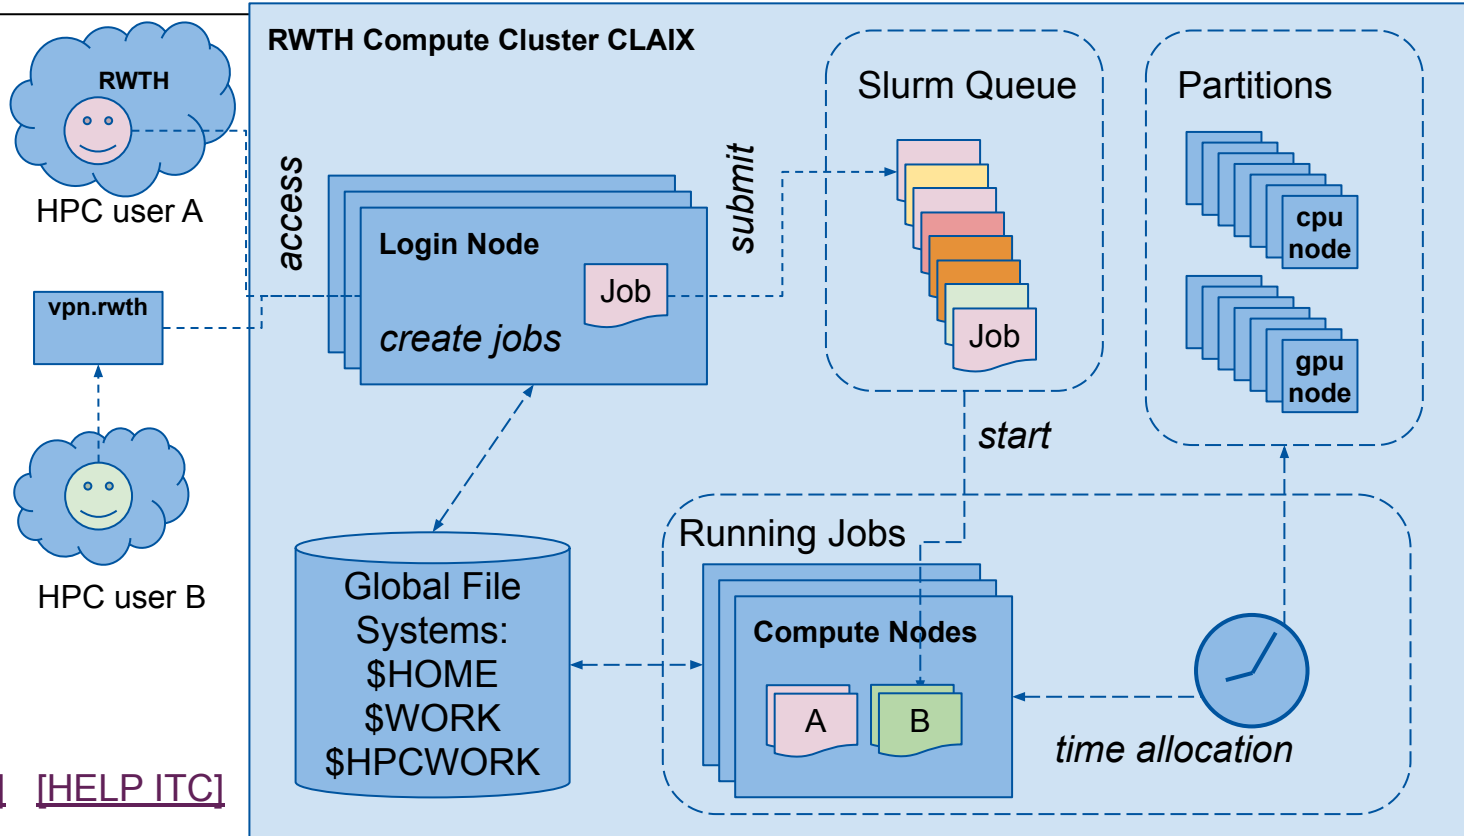 RWTH Compute Cluster CLAIX
RWTH
HPC user A
vpn.rwth
HPC user B
access
Login Node
Job
create jobs
submit
Slurm Queue
Job
Partitions
cpu
node
gpu
node
start
Running Jobs
Compute Nodes
A
B
time allocation
Global File
Systems:
$HOME
$WORK
$HPCWORK
] [HELP ITC]